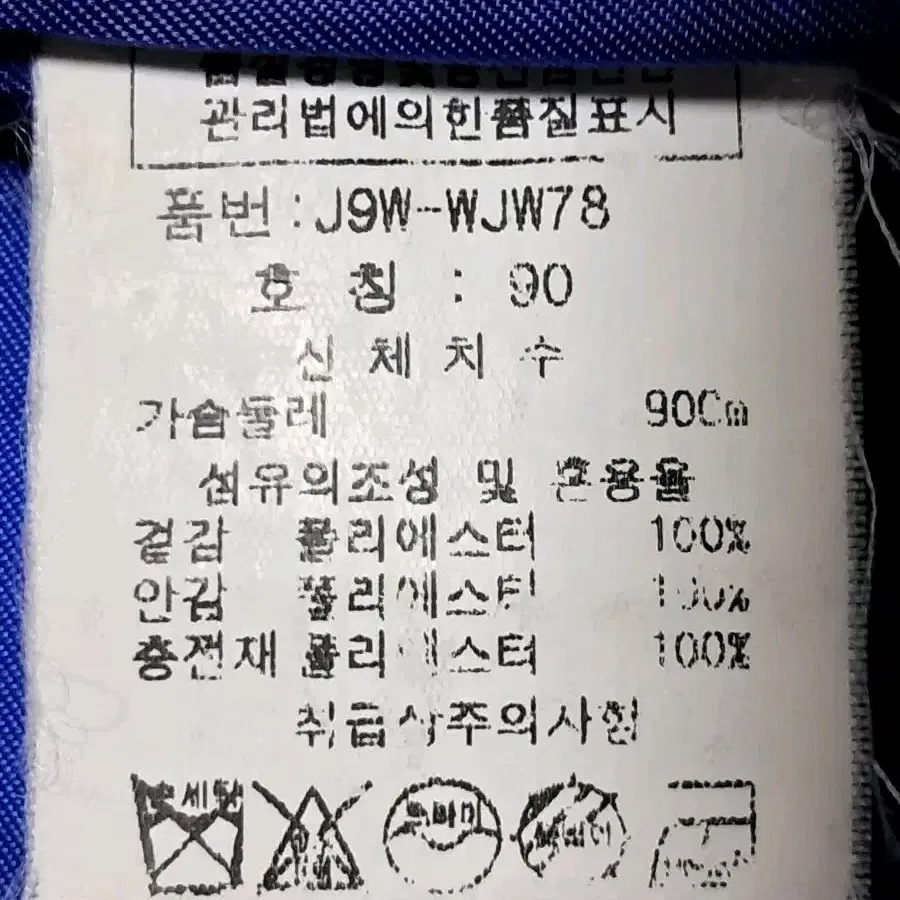 관리법에의한품질표시
품번:J9W-WJW78
호칭 : 90
신체치수
가슴둘레 90Cm
섬유의조성 및 혼용율
겉감 폴리에스터 100%
안감 폴리에스터 100%
충전재 폴리에스터 100%
취급상주의사항